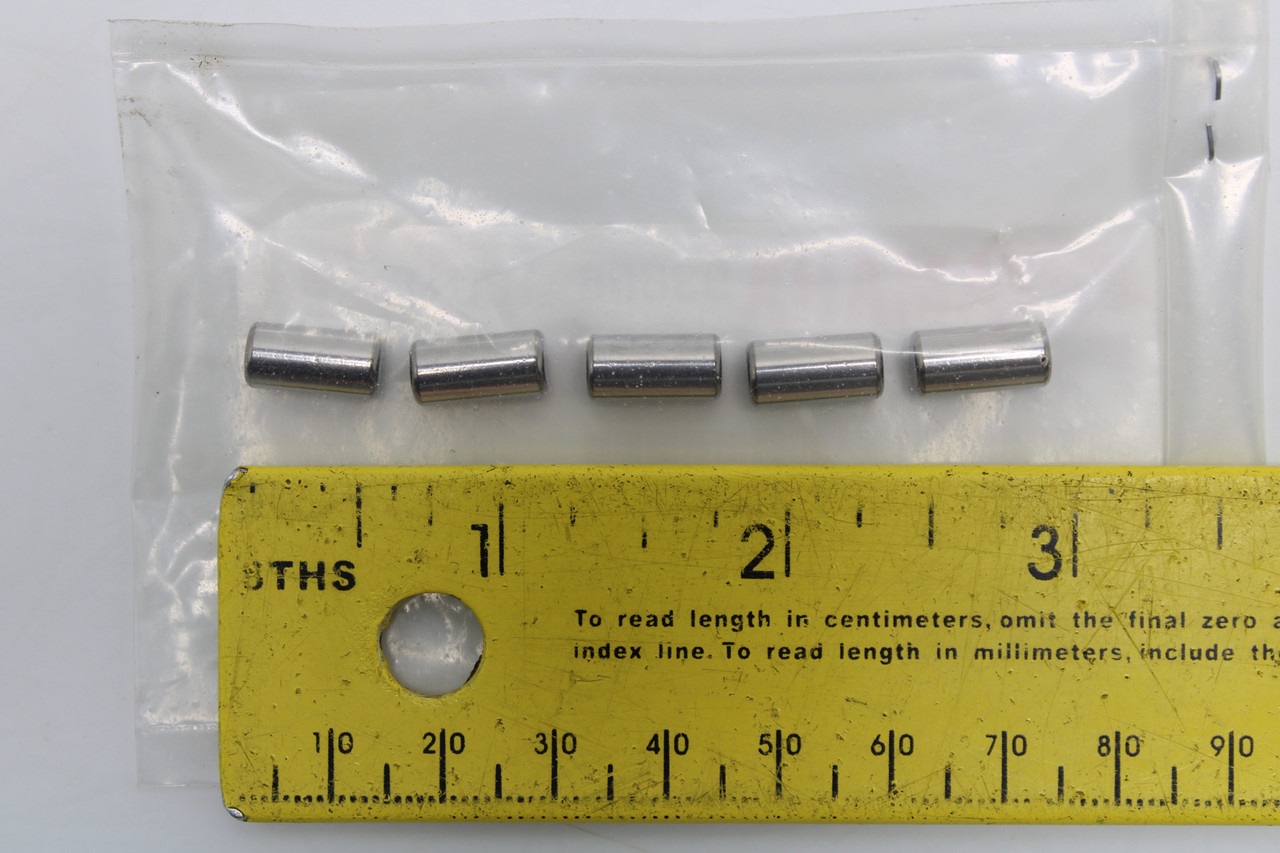 1 2 3
8THS
To read length in centimeters, omit the final zero a
index line. To read length in millimeters, include the
10 20 30 40 50 60 70 80 90